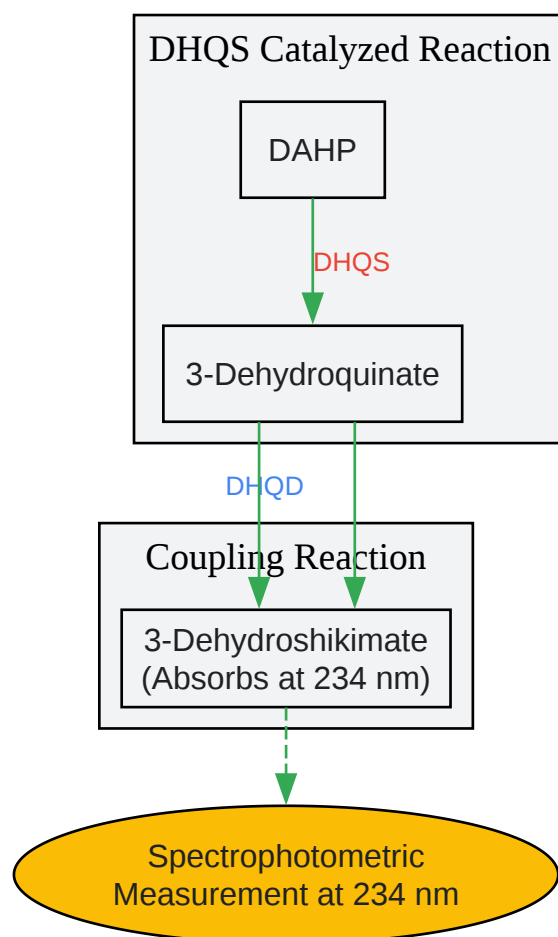 DHQS Catalyzed Reaction
DAHP
DHQS
3-Dehydroquinate
DHQD
Coupling Reaction
3-Dehydroshikimate
(Absorbs at 234 nm)
Spectrophotometric
Measurement at 234 nm